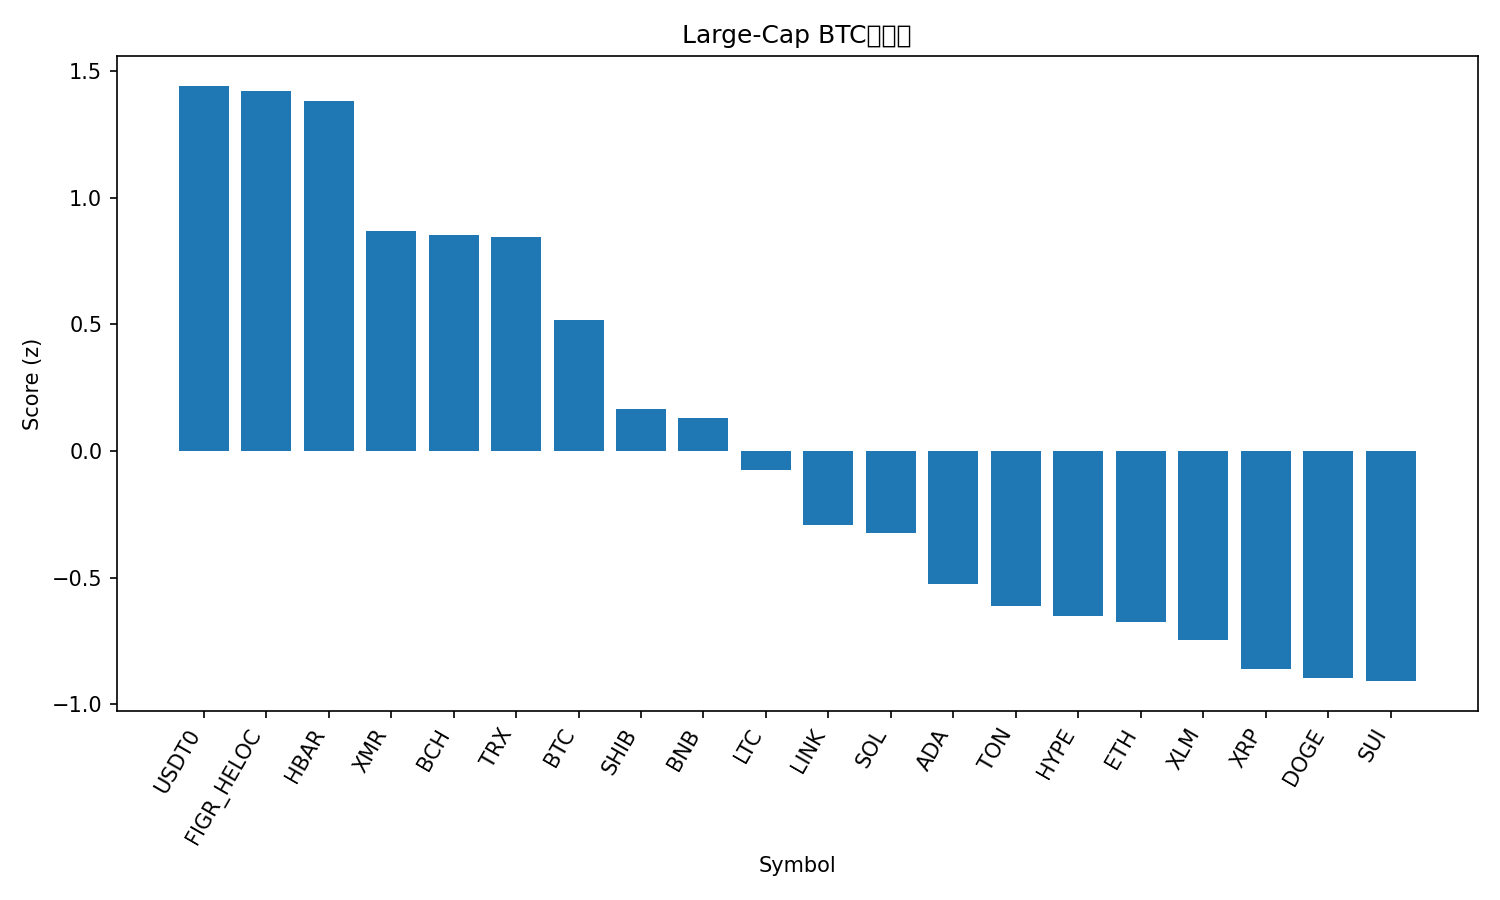 Large-Cap BTC
1.5
1.0
0.5
0.0
−0.5
−1.0
Score (z)
USDT0
FIGR_HELOC
HBAR
XMR
BCH
TRX
BTC
SHIB
BNB
LTC
LINK
SOL
ADA
TON
HYPE
ETH
XLM
XRP
DOGE
SUI
Symbol